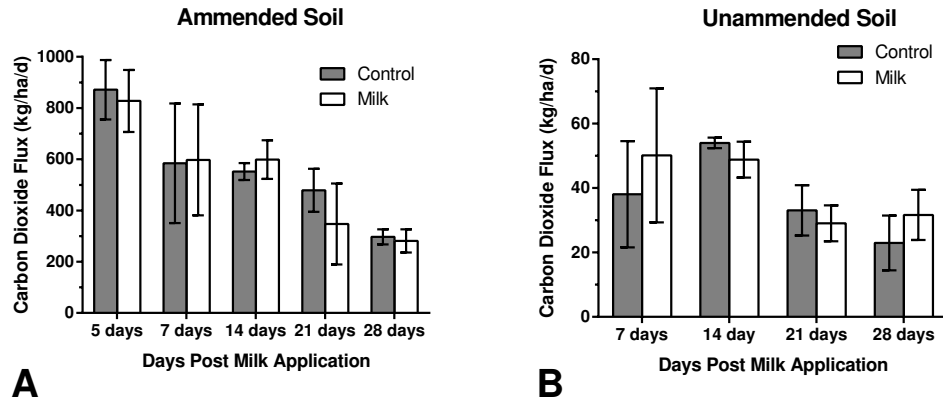 Ammended Soil
Carbon Dioxide Flux (kg/ha/d)
1000
800
600
400
200
0
Control
Milk
5 days 7 days 14 days 21 days 28 days
Days Post Milk Application
A
Unammended Soil
Carbon Dioxide Flux (kg/ha/d)
80
60
40
20
0
Control
Milk
7 days 14 day 21 days 28 days
Days Post Milk Application
B